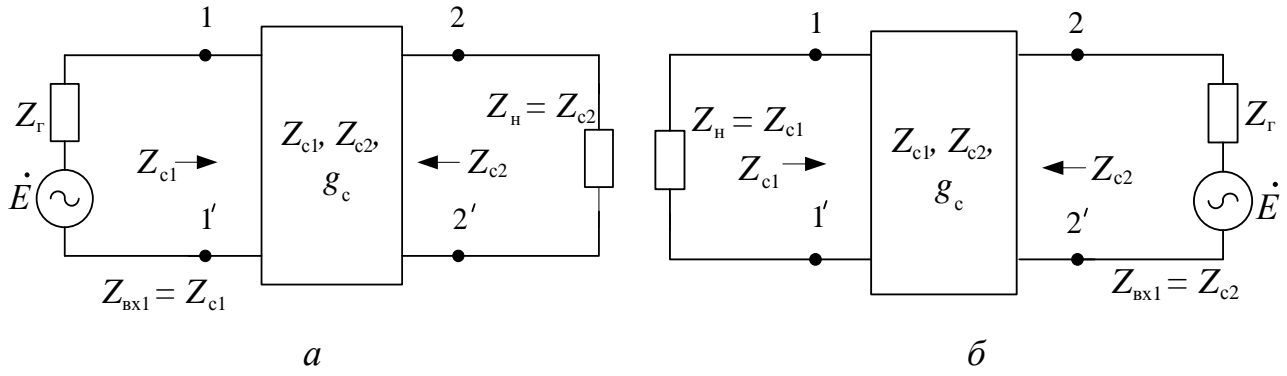 1
2
Z_г
Z_c1
Ė
Z_c1, Z_c2,
g_c
Z_н = Z_c2
Z_c2
1′
2′
Z_вх1 = Z_c1
а
1
2
Z_н = Z_c1
Z_c1
Z_c1, Z_c2,
g_c
Z_г
Z_c2
Ė
1′
2′
Z_вх1 = Z_c2
б